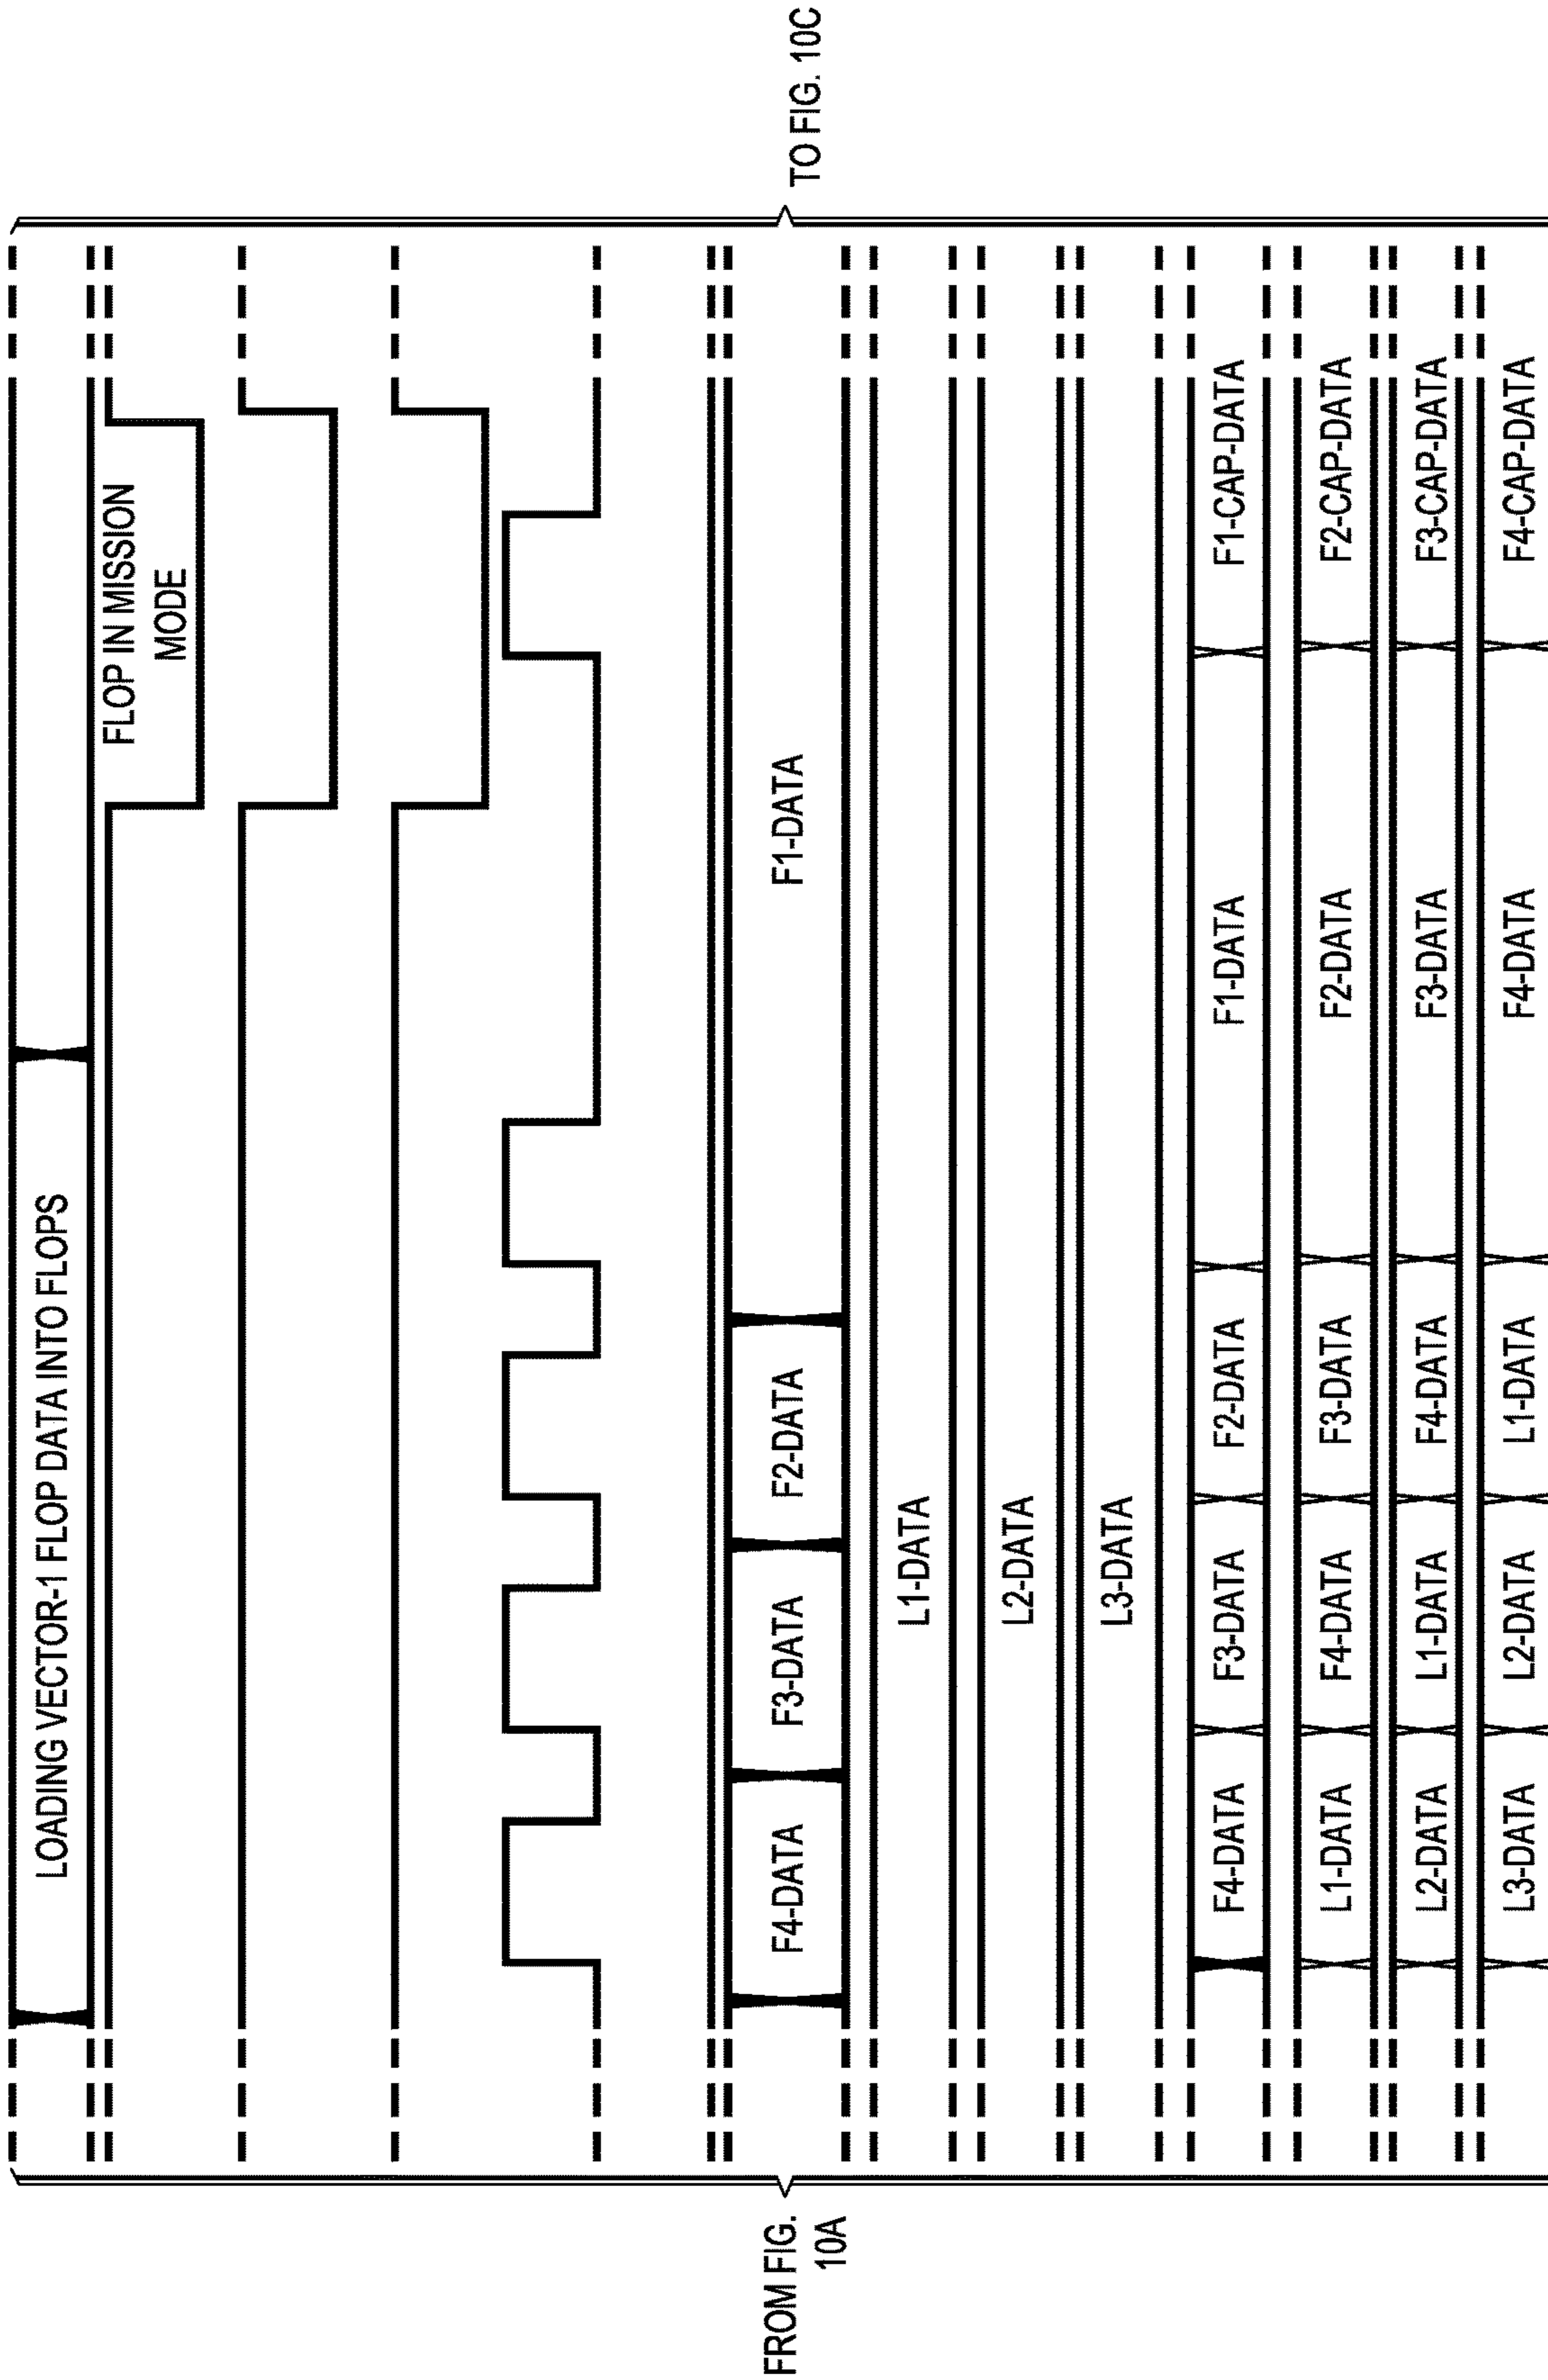 LOADING VECTOR-1 FLOP DATA INTO FLOPS
FLOP IN MISSION
MODE
F4-DATA F3-DATA F2-DATA F1-DATA
FROM FIG.
10A
TO FIG. 10C
L1-DATA
L2-DATA
L3-DATA
F4-DATA F3-DATA F2-DATA F1-DATA F1-CAP-DATA
L1-DATA F4-DATA F3-DATA F2-DATA F2-CAP-DATA
L2-DATA L1-DATA F4-DATA F3-DATA F3-CAP-DATA
L3-DATA L2-DATA L1-DATA F4-DATA F4-CAP-DATA